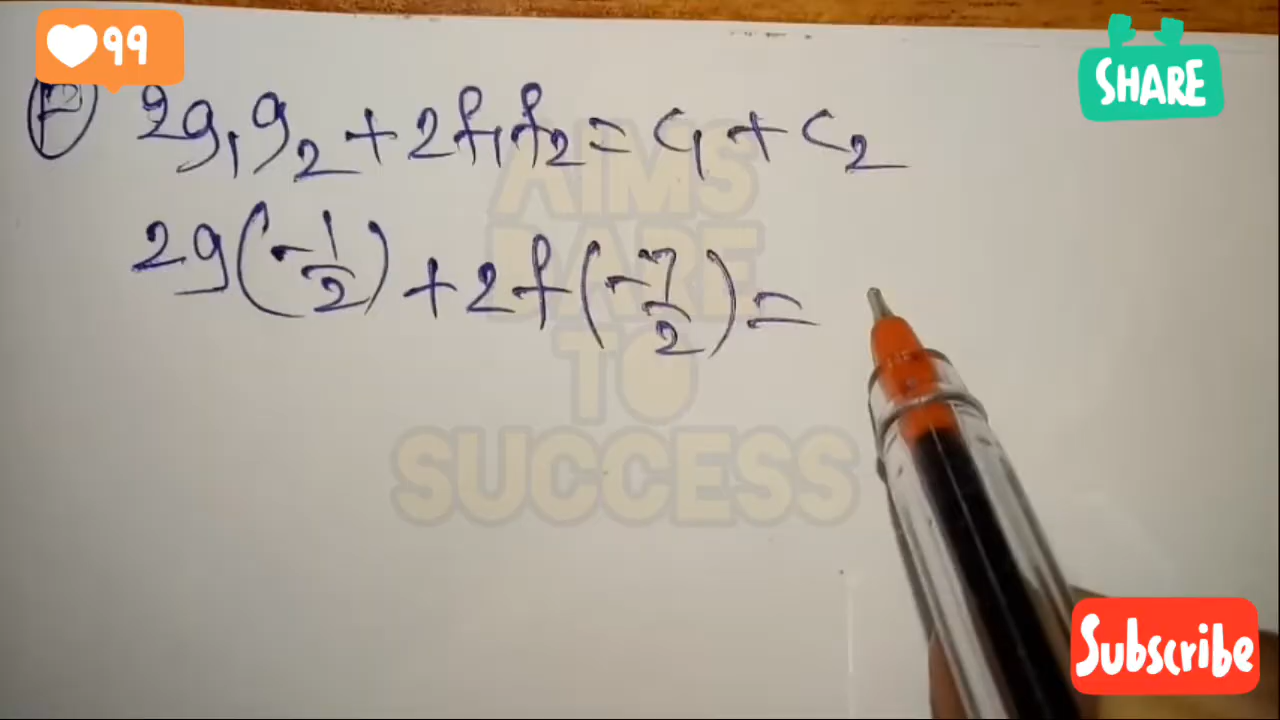 99
SHARE
F 2g₁g₂ + 2f₁f₂ = c₁ + c₂
2g(-1/2) + 2f(-7/2) =
AIMS
DARE
TO
SUCCESS
Subscribe